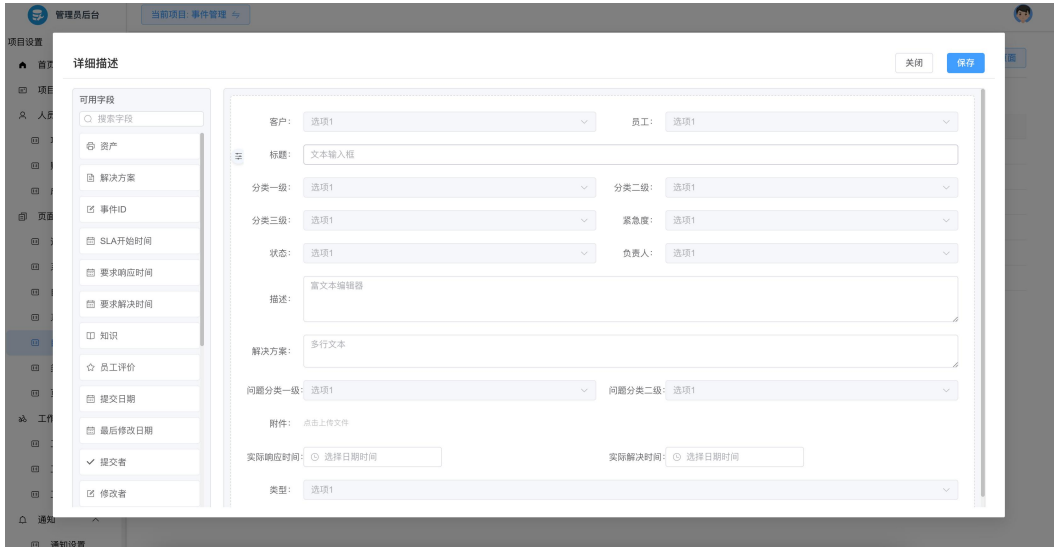 管理员后台
当前项目: 事件管理
项目设置
首页
详细描述
关闭
保存
可用字段
搜索字段
资产
解决方案
事件ID
SLA开始时间
要求响应时间
要求解决时间
知识
员工评价
提交日期
最后修改日期
提交者
修改者
客户: 选项1 员工: 选项1
标题: 文本输入框
分类一级: 选项1 分类二级: 选项1
分类三级: 选项1 紧急度: 选项1
状态: 选项1 负责人: 选项1
描述: 富文本编辑器
解决方案: 多行文本
问题分类一级: 选项1 问题分类二级: 选项1
附件: 点击上传文件
实际响应时间: 选择日期时间 实际解决时间: 选择日期时间
类型: 选项1
通知
通知设置